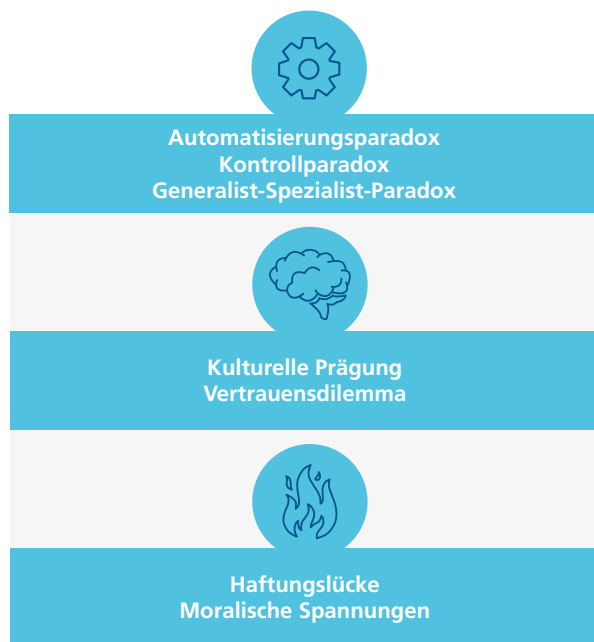 Automatisierungsparadox
Kontrollparadox
Generalist-Spezialist-Paradox
Kulturelle Prägung
Vertrauensdilemma
Haftungslücke
Moralische Spannungen